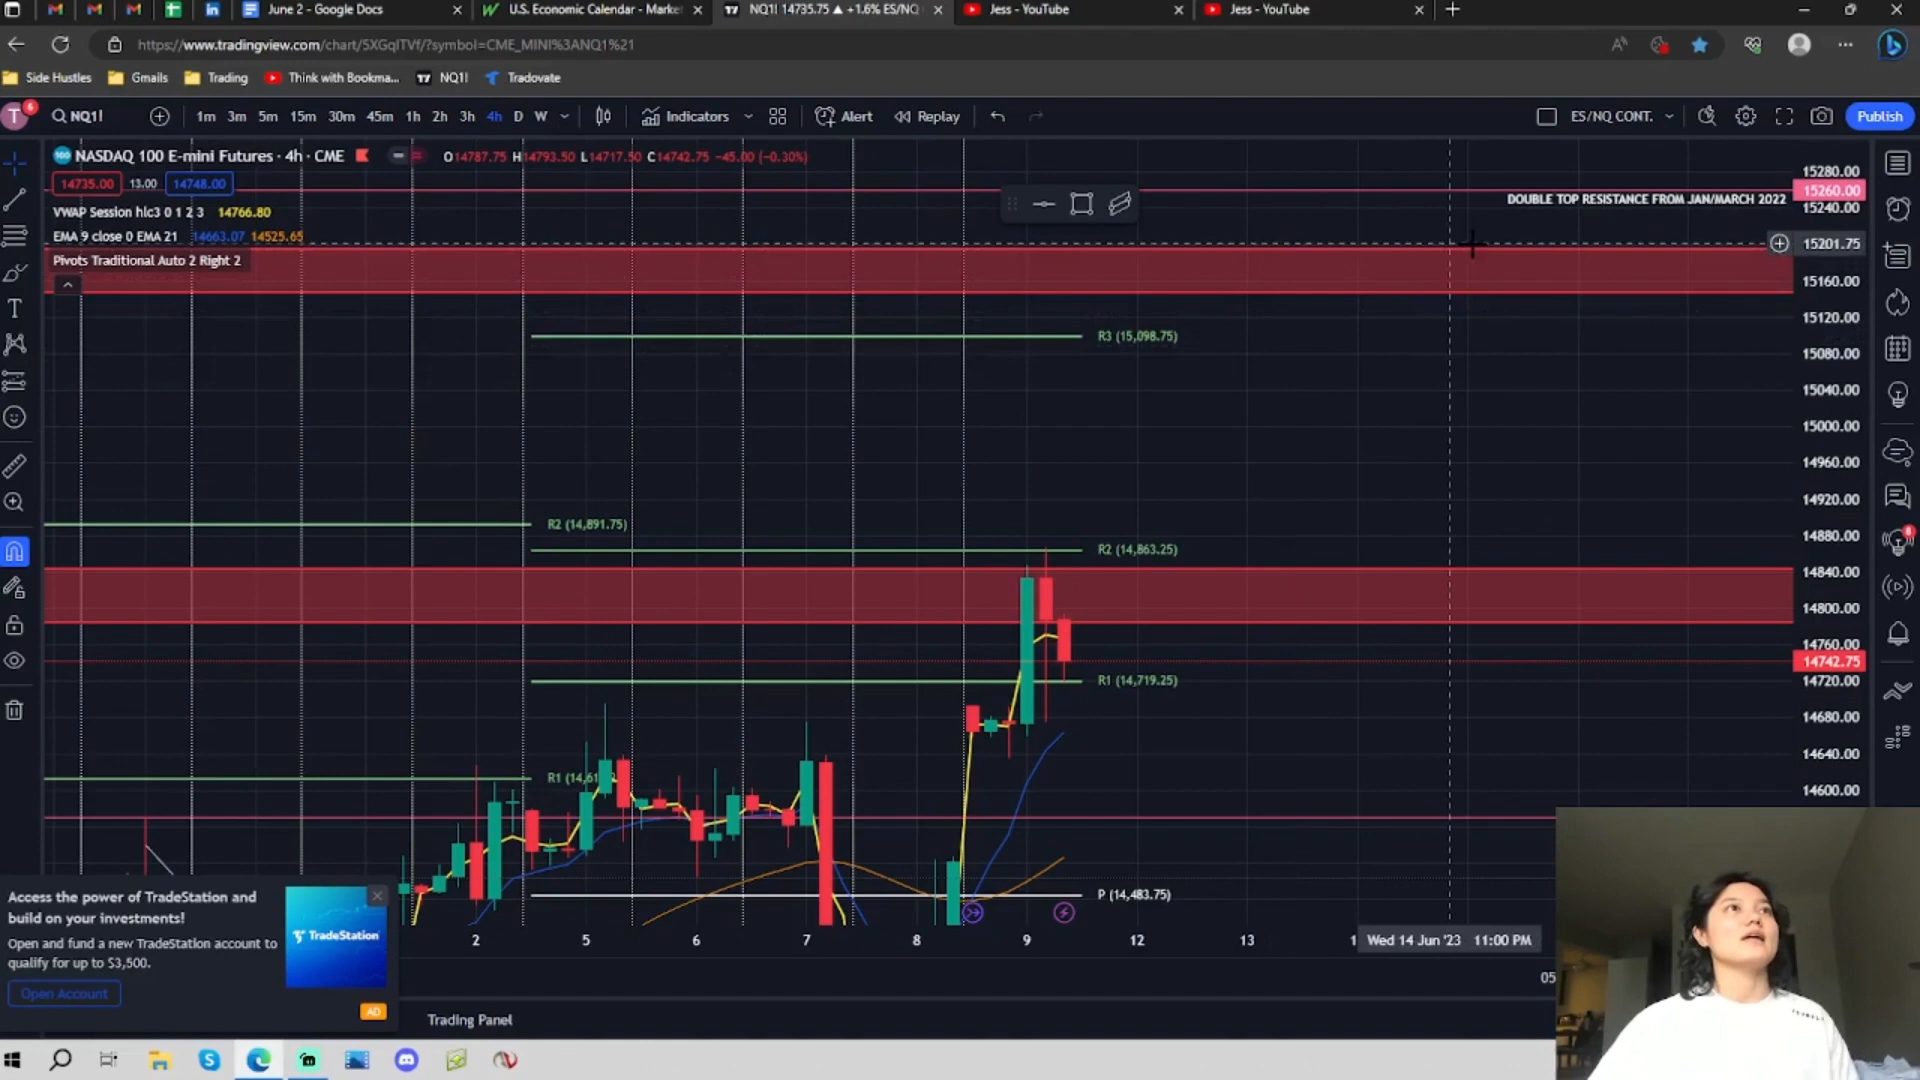 June 2 - Google Docs
U.S. Economic Calendar - Marke
NQ1! 14735.75 ▲ +1.6% ES/NQ
Jess - YouTube
Jess - YouTube
https://www.tradingview.com/chart/5XGqlTVf/?symbol=CME_MINI%3ANQ1%21
Side Hustles
Gmails
Trading
Think with Bookma...
NQ1!
Tradovate
T 6
NQ1!
1m 3m 5m 15m 30m 45m 1h 2h 3h 4h D W
Indicators
Alert
Replay
ES/NQ CONT.
Publish
NASDAQ 100 E-mini Futures · 4h · CME
O14787.75 H14793.50 L14717.50 C14742.75 -45.00 (-0.30%)
14735.00 13.00 14748.00
VWAP Session hlc3 0 1 2 3 14766.80
EMA 9 close 0 EMA 21 14663.07 14525.65
Pivots Traditional Auto 2 Right 2
DOUBLE TOP RESISTANCE FROM JAN/MARCH 2022
15280.00
15260.00
15240.00
15201.75
15160.00
15120.00
15080.00
15040.00
15000.00
14960.00
14920.00
14880.00
14840.00
14800.00
14760.00
14742.75
14720.00
14680.00
14640.00
14600.00
R3 (15,098.75)
R2 (14,891.75)
R2 (14,863.25)
R1 (14,719.25)
R1 (14,61
P (14,483.75)
2 5 6 7 8 9 12 13 1
Wed 14 Jun '23 11:00 PM
05
Access the power of TradeStation and
build on your investments!
Open and fund a new TradeStation account to
qualify for up to $3,500.
Open Account
TradeStation
AD
Trading Panel